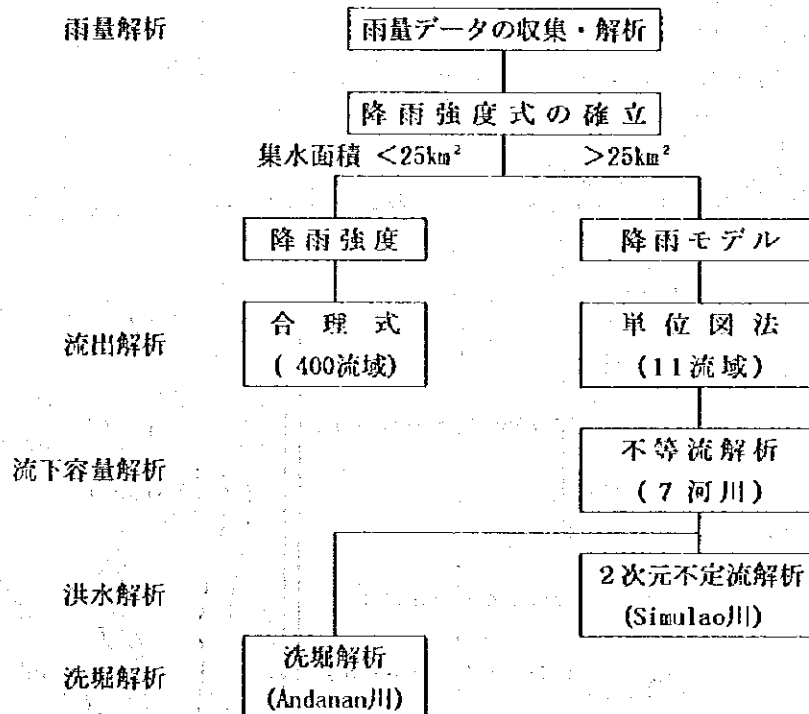 雨量解析
雨量データの収集・解析
降雨強度式の確立
集水面積 <25km² >25km²
降雨強度
降雨モデル
流出解析
合理式
(400流域)
単位図法
(11流域)
流下容量解析
不等流解析
(7河川)
洪水解析
2次元不定流解析
(Simulao川)
洗堀解析
洗堀解析
(Andanan川)